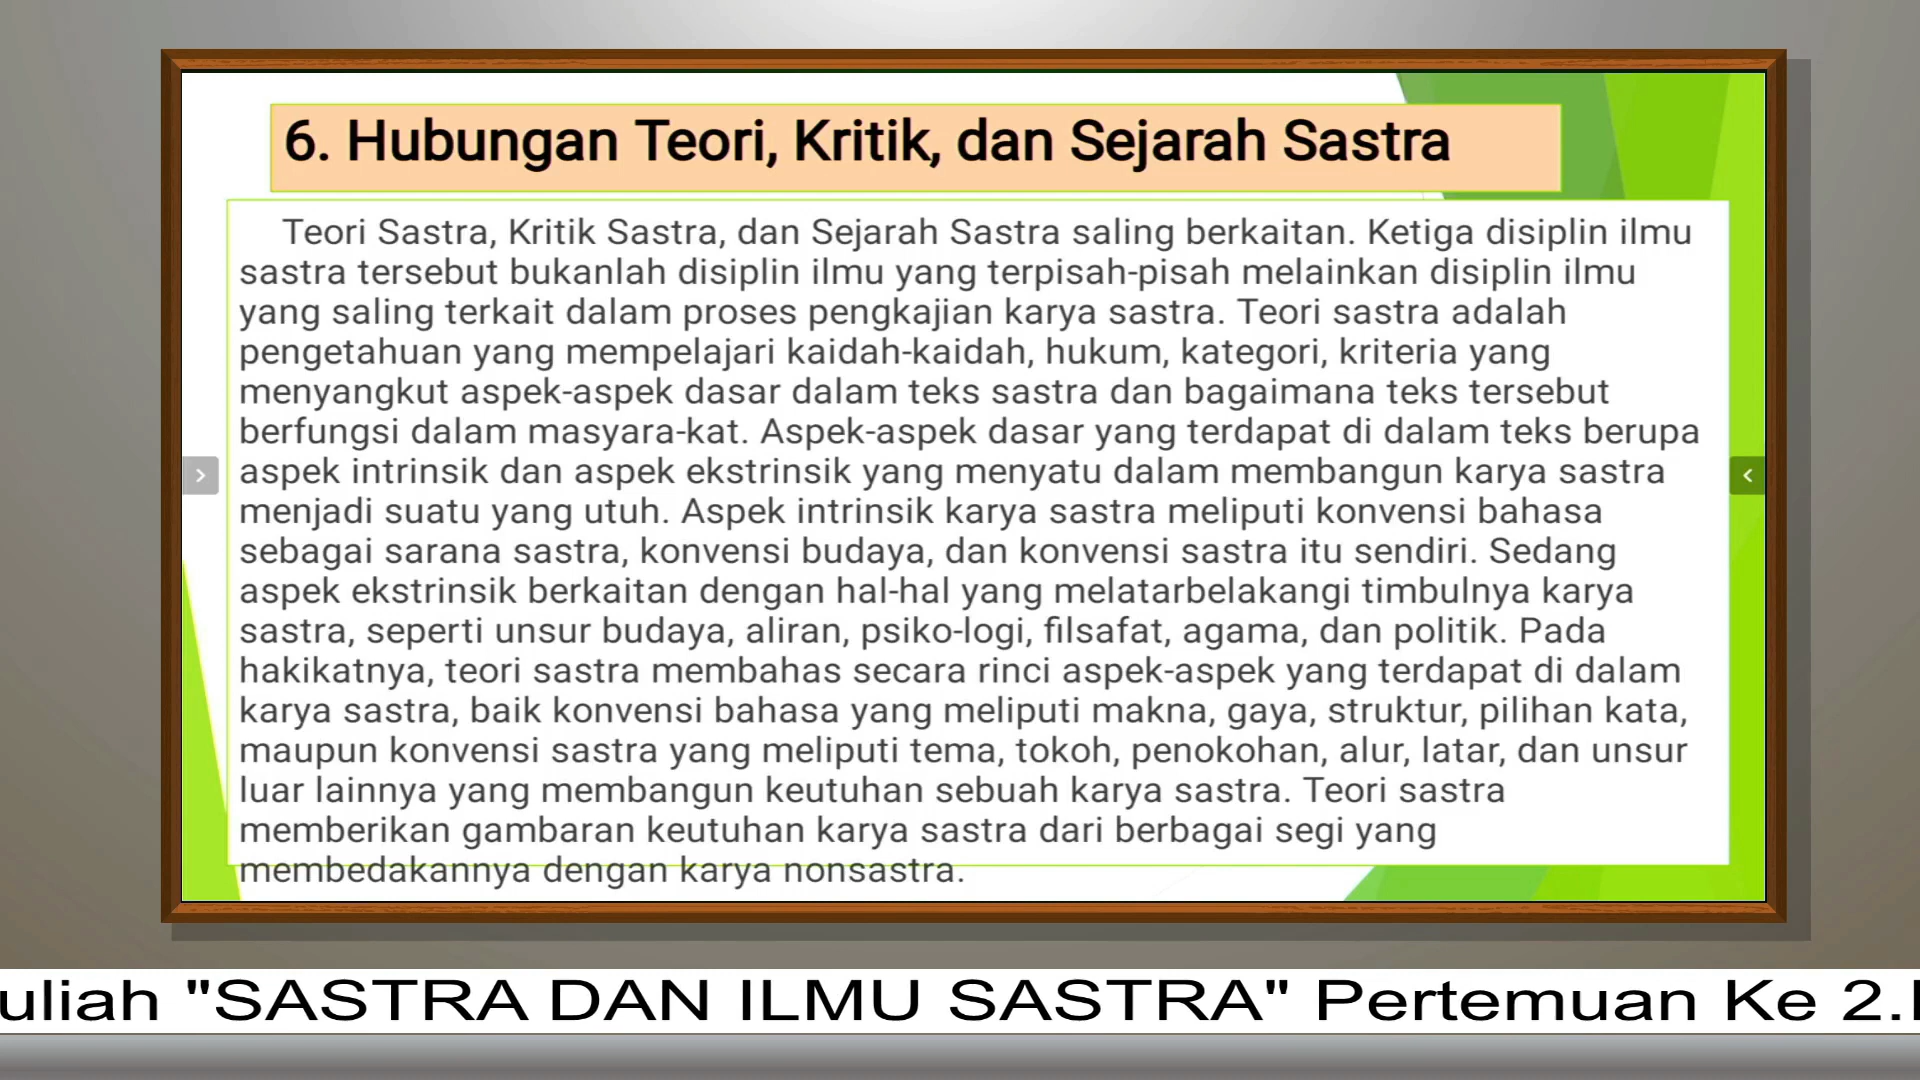 6. Hubungan Teori, Kritik, dan Sejarah Sastra
Teori Sastra, Kritik Sastra, dan Sejarah Sastra saling berkaitan. Ketiga disiplin ilmu
sastra tersebut bukanlah disiplin ilmu yang terpisah-pisah melainkan disiplin ilmu
yang saling terkait dalam proses pengkajian karya sastra. Teori sastra adalah
pengetahuan yang mempelajari kaidah-kaidah, hukum, kategori, kriteria yang
menyangkut aspek-aspek dasar dalam teks sastra dan bagaimana teks tersebut
berfungsi dalam masyara-kat. Aspek-aspek dasar yang terdapat di dalam teks berupa
aspek intrinsik dan aspek ekstrinsik yang menyatu dalam membangun karya sastra
menjadi suatu yang utuh. Aspek intrinsik karya sastra meliputi konvensi bahasa
sebagai sarana sastra, konvensi budaya, dan konvensi sastra itu sendiri. Sedang
aspek ekstrinsik berkaitan dengan hal-hal yang melatarbelakangi timbulnya karya
sastra, seperti unsur budaya, aliran, psiko-logi, filsafat, agama, dan politik. Pada
hakikatnya, teori sastra membahas secara rinci aspek-aspek yang terdapat di dalam
karya sastra, baik konvensi bahasa yang meliputi makna, gaya, struktur, pilihan kata,
maupun konvensi sastra yang meliputi tema, tokoh, penokohan, alur, latar, dan unsur
luar lainnya yang membangun keutuhan sebuah karya sastra. Teori sastra
memberikan gambaran keutuhan karya sastra dari berbagai segi yang
membedakannya dengan karya nonsastra.
uliah "SASTRA DAN ILMU SASTRA" Pertemuan Ke 2.